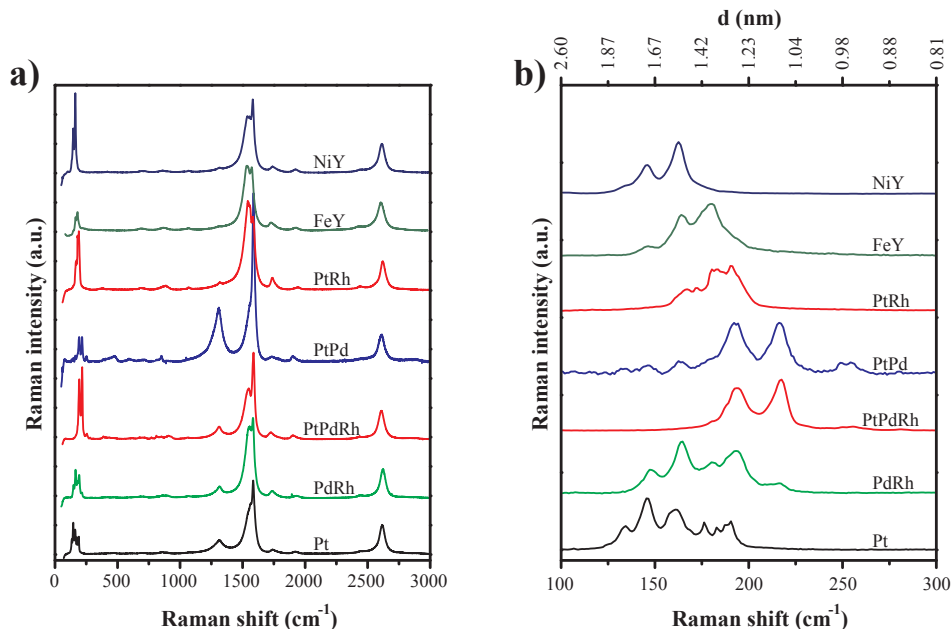 a)
Raman intensity (a.u.)
NiY
FeY
PtRh
PtPd
PtPdRh
PdRh
Pt
0 500 1000 1500 2000 2500 3000
Raman shift (cm⁻¹)
b)
d (nm)
2.60 1.87 1.67 1.42 1.23 1.04 0.98 0.88 0.81
Raman intensity (a.u.)
NiY
FeY
PtRh
PtPd
PtPdRh
PdRh
Pt
100 150 200 250 300
Raman shift (cm⁻¹)